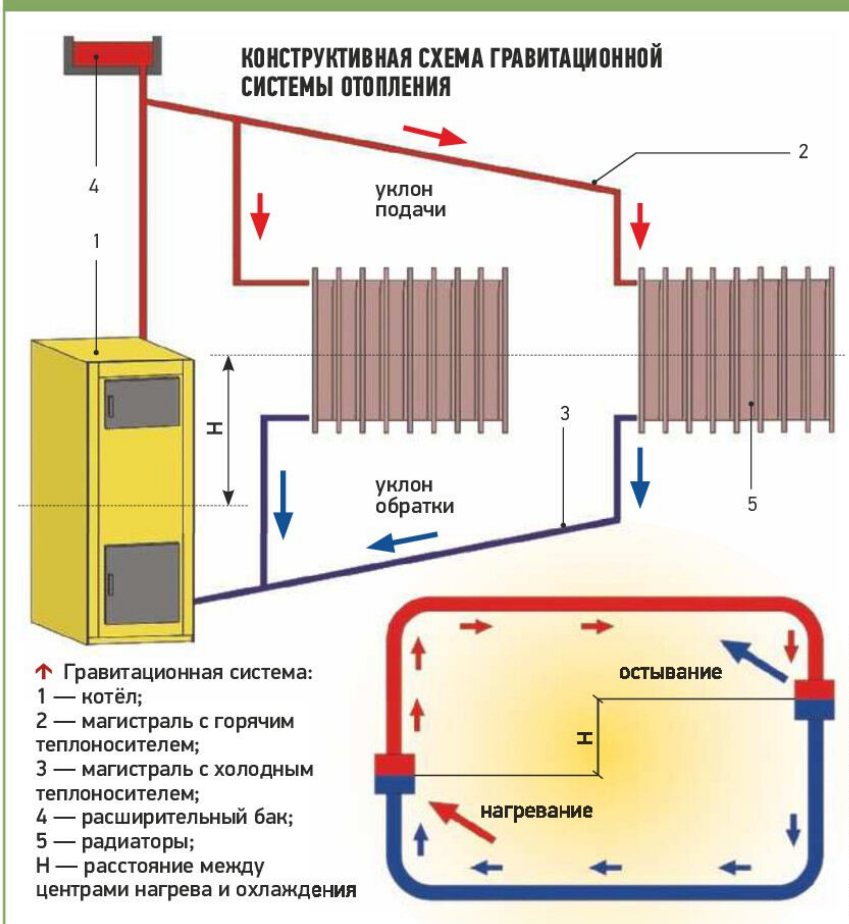 КОНСТРУКТИВНАЯ СХЕМА ГРАВИТАЦИОННОЙ
СИСТЕМЫ ОТОПЛЕНИЯ
4
2
1
уклон
подачи
H
3
уклон
обратки
5
остывание
H
нагревание
↑ Гравитационная система:
1 — котёл;
2 — магистраль с горячим
теплоносителем;
3 — магистраль с холодным
теплоносителем;
4 — расширительный бак;
5 — радиаторы;
H — расстояние между
центрами нагрева и охлаждения